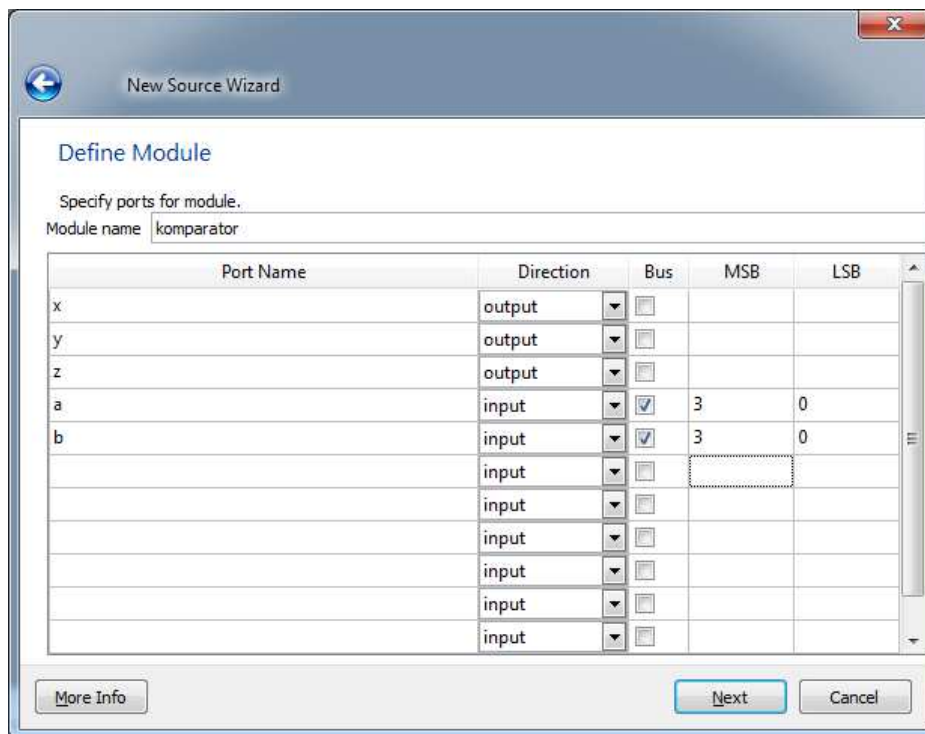 New Source Wizard
Define Module
Specify ports for module.
Module name komparator
Port Name Direction Bus MSB LSB
x output
y output
z output
a input 3 0
b input 3 0
input
input
input
input
input
input
More Info Next Cancel